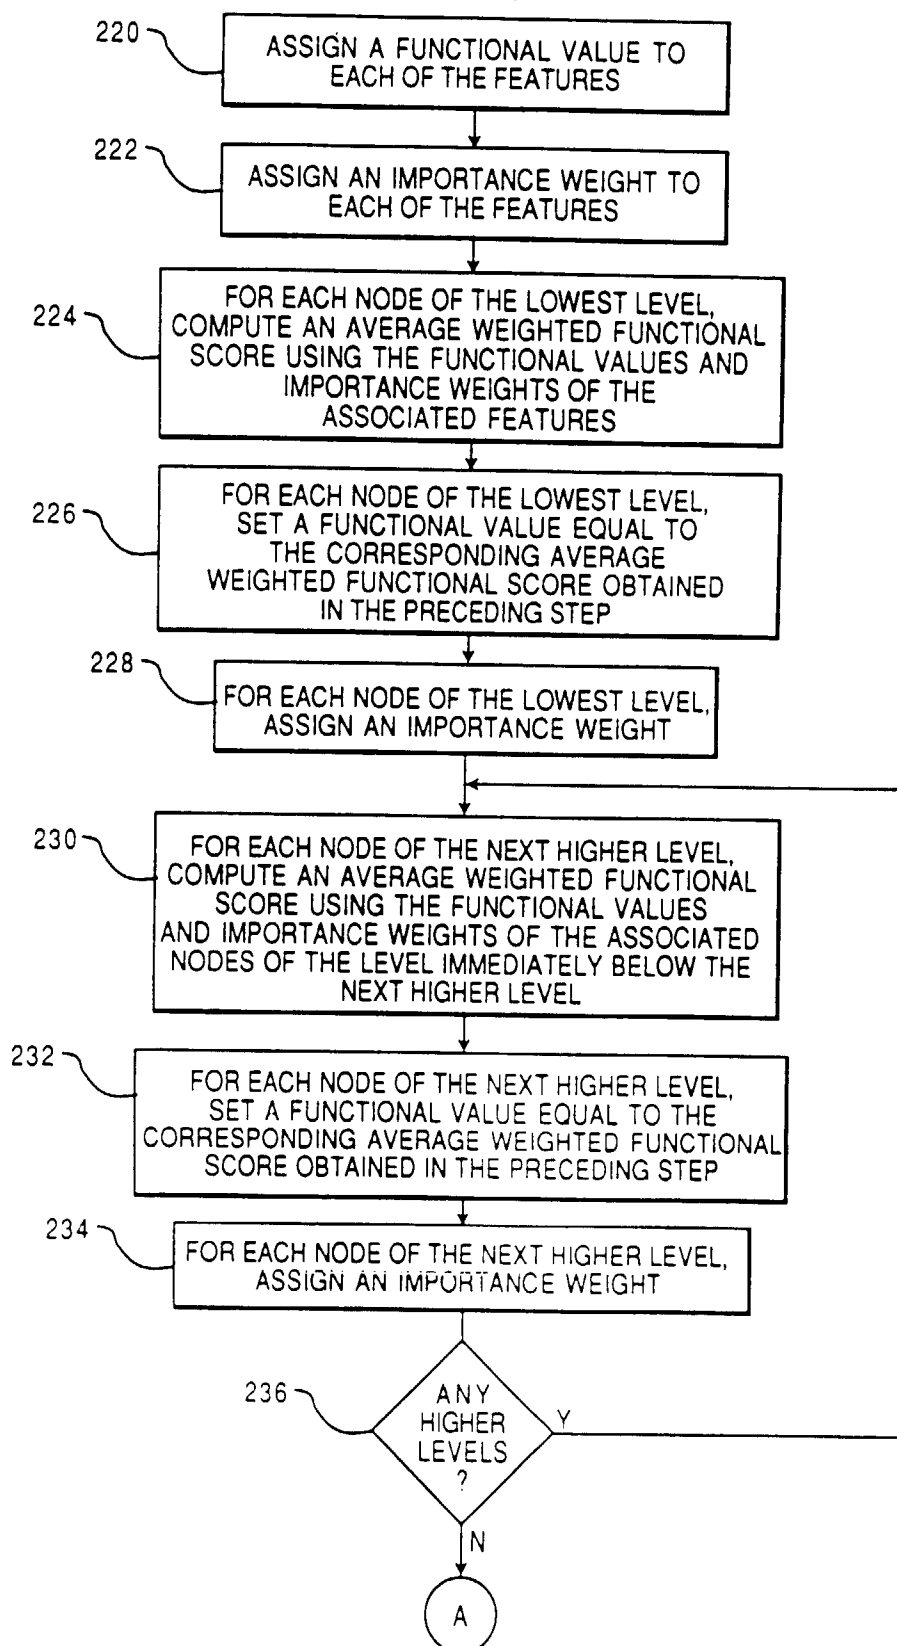 220
ASSIGN A FUNCTIONAL VALUE TO
EACH OF THE FEATURES
222
ASSIGN AN IMPORTANCE WEIGHT TO
EACH OF THE FEATURES
224
FOR EACH NODE OF THE LOWEST LEVEL,
COMPUTE AN AVERAGE WEIGHTED FUNCTIONAL
SCORE USING THE FUNCTIONAL VALUES AND
IMPORTANCE WEIGHTS OF THE
ASSOCIATED FEATURES
226
FOR EACH NODE OF THE LOWEST LEVEL,
SET A FUNCTIONAL VALUE EQUAL TO
THE CORRESPONDING AVERAGE
WEIGHTED FUNCTIONAL SCORE OBTAINED
IN THE PRECEDING STEP
228
FOR EACH NODE OF THE LOWEST LEVEL,
ASSIGN AN IMPORTANCE WEIGHT
230
FOR EACH NODE OF THE NEXT HIGHER LEVEL,
COMPUTE AN AVERAGE WEIGHTED FUNCTIONAL
SCORE USING THE FUNCTIONAL VALUES
AND IMPORTANCE WEIGHTS OF THE ASSOCIATED
NODES OF THE LEVEL IMMEDIATELY BELOW THE
NEXT HIGHER LEVEL
232
FOR EACH NODE OF THE NEXT HIGHER LEVEL,
SET A FUNCTIONAL VALUE EQUAL TO THE
CORRESPONDING AVERAGE WEIGHTED FUNCTIONAL
SCORE OBTAINED IN THE PRECEDING STEP
234
FOR EACH NODE OF THE NEXT HIGHER LEVEL,
ASSIGN AN IMPORTANCE WEIGHT
236
ANY
HIGHER
LEVELS
?
Y
N
A